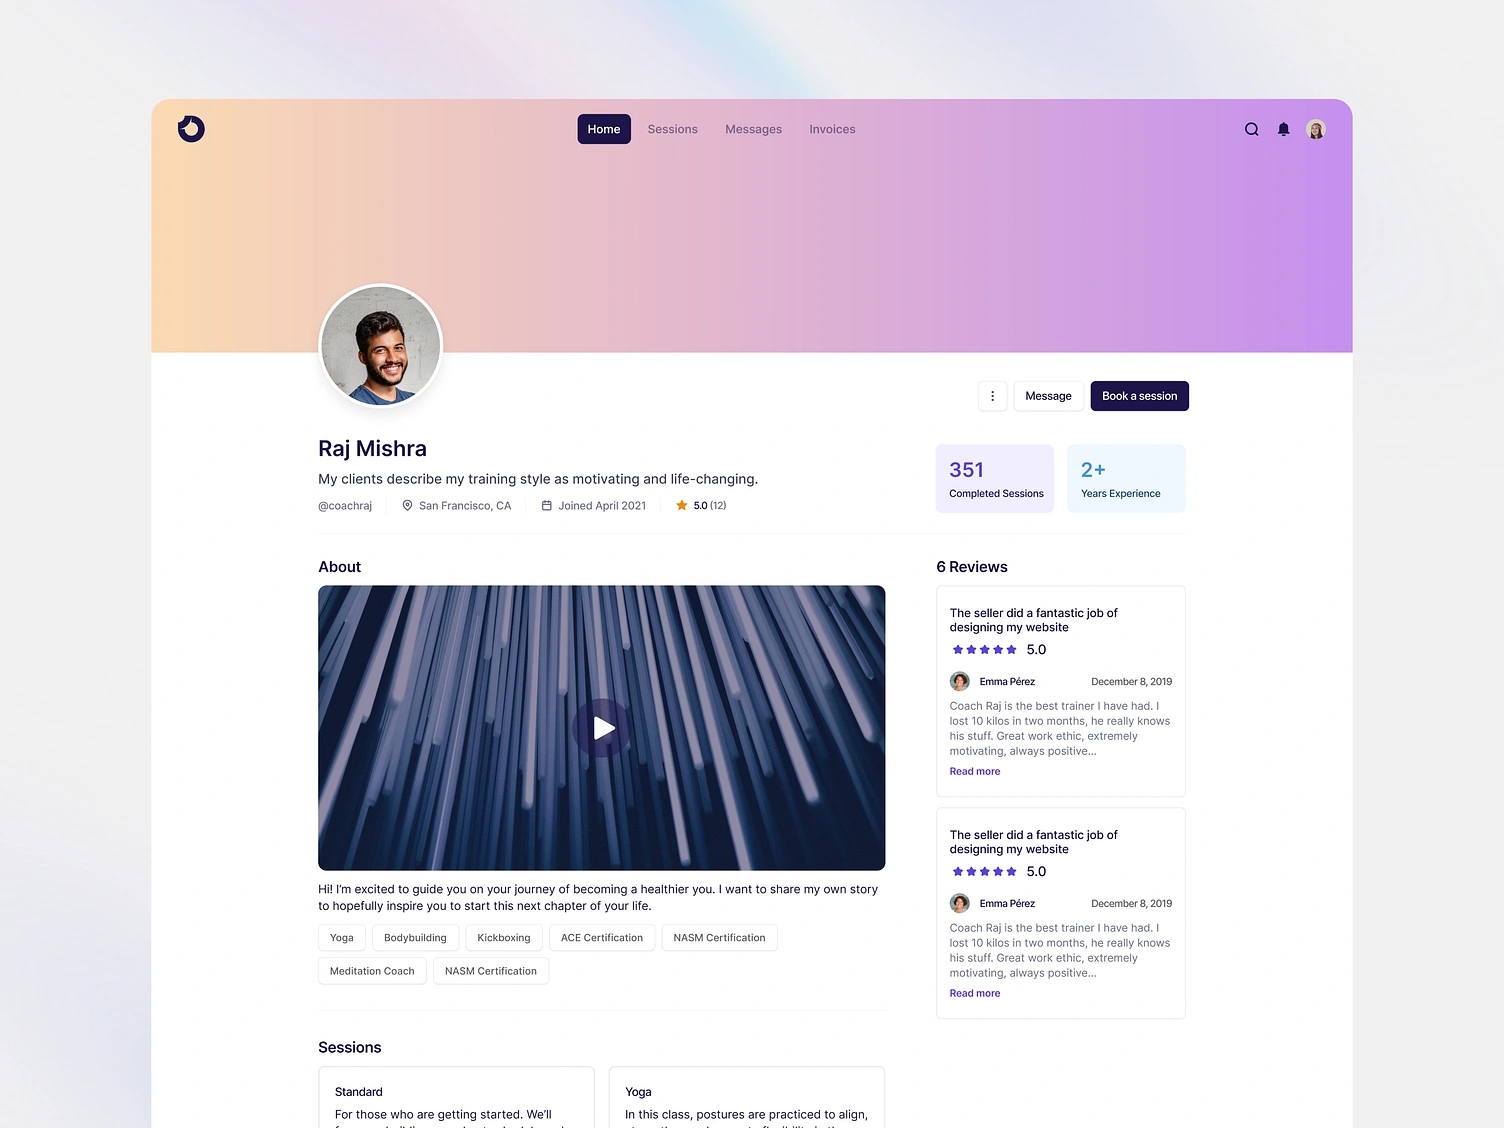 Home Sessions Messages Invoices
Message Book a session
Raj Mishra
My clients describe my training style as motivating and life-changing.
@coachraj San Francisco, CA Joined April 2021 5.0 (12)
351
Completed Sessions
2+
Years Experience
About
Hi! I'm excited to guide you on your journey of becoming a healthier you. I want to share my own story
to hopefully inspire you to start this next chapter of your life.
Yoga Bodybuilding Kickboxing ACE Certification NASM Certification
Meditation Coach NASM Certification
6 Reviews
The seller did a fantastic job of
designing my website
5.0
Emma Pérez December 8, 2019
Coach Raj is the best trainer I have had. I
lost 10 kilos in two months, he really knows
his stuff. Great work ethic, extremely
motivating, always positive...
Read more
The seller did a fantastic job of
designing my website
5.0
Emma Pérez December 8, 2019
Coach Raj is the best trainer I have had. I
lost 10 kilos in two months, he really knows
his stuff. Great work ethic, extremely
motivating, always positive...
Read more
Sessions
Standard
For those who are getting started. We'll
Yoga
In this class, postures are practiced to align,